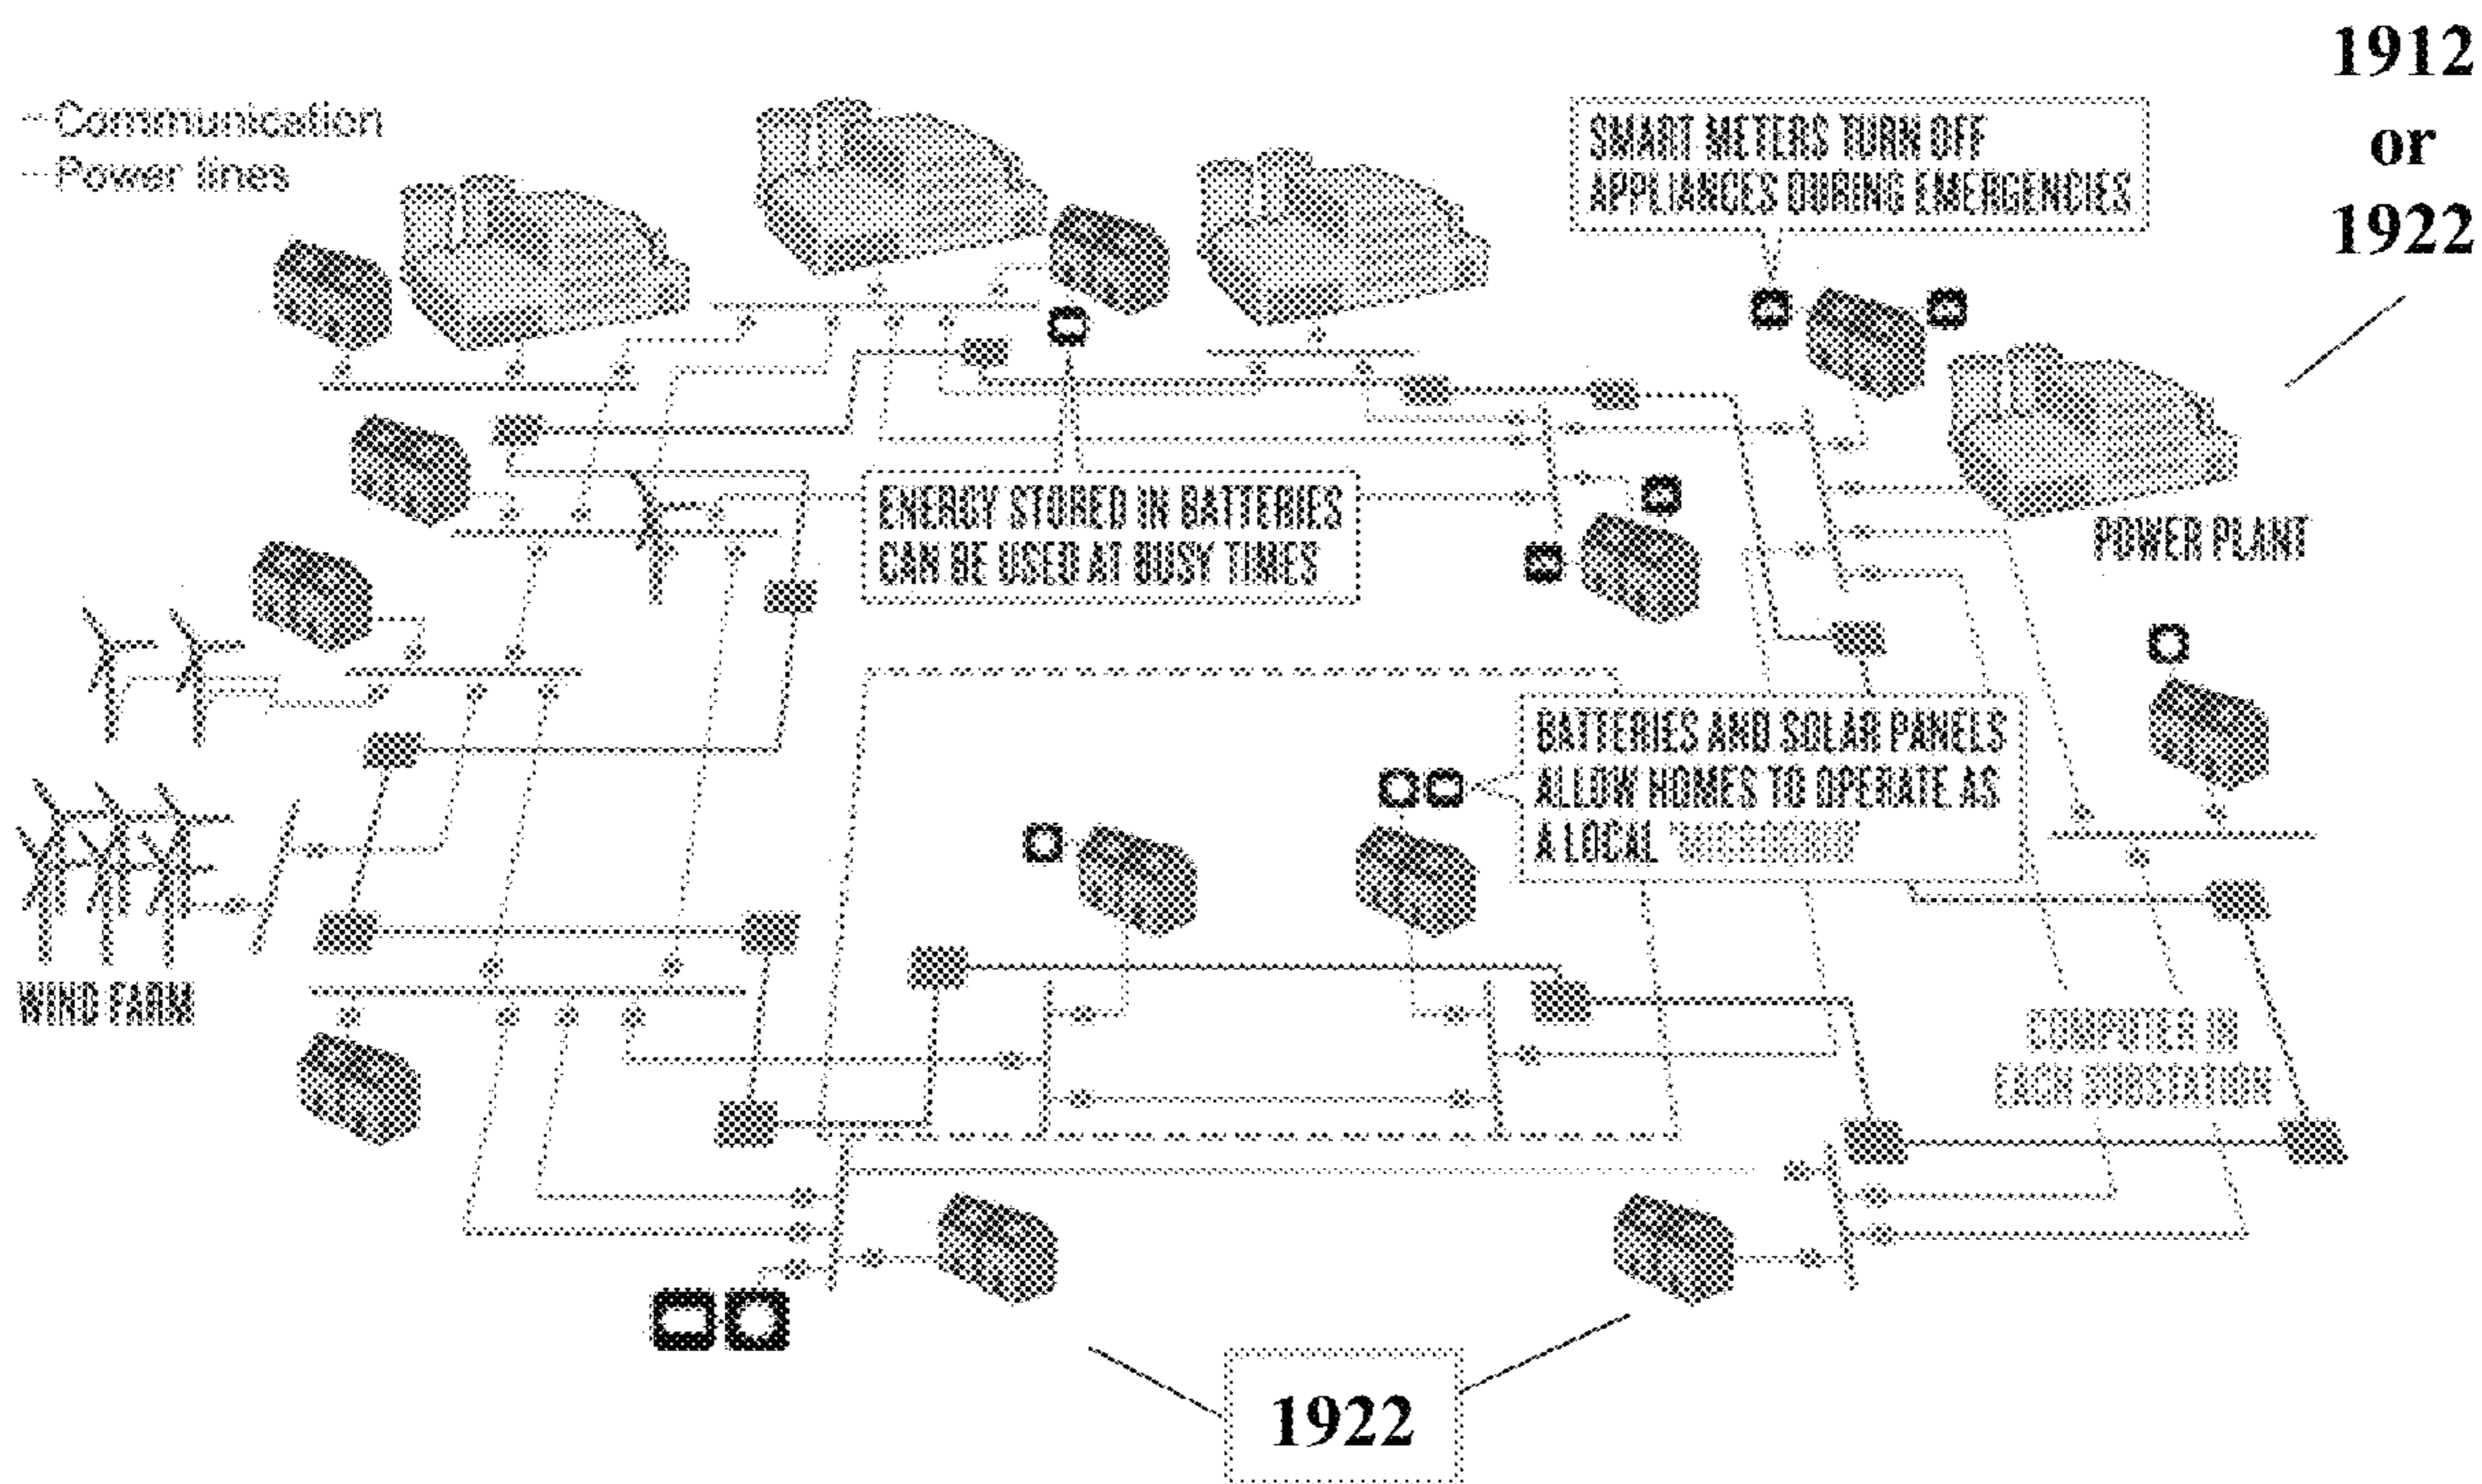 1912
or
1922
Communication
Power lines
SMART METERS TURN OFF
APPLIANCES DURING EMERGENCIES
ENERGY STORED IN BATTERIES
CAN BE USED AT BUSY TIMES
POWER PLANT
BATTERIES AND SOLAR PANELS
ALLOW HOMES TO OPERATE AS
A LOCAL
WIND FARM
COMPUTER IN
EACH SUBSTATION
1922